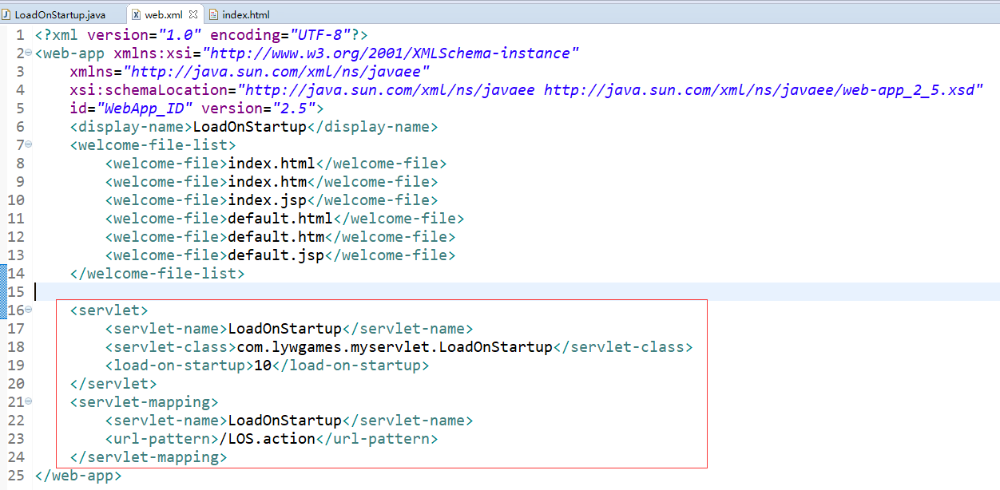 LoadOnStartup.java web.xml index.html
1 <?xml version="1.0" encoding="UTF-8"?>
2 <web-app xmlns:xsi="http://www.w3.org/2001/XMLSchema-instance"
3 xmlns="http://java.sun.com/xml/ns/javaee"
4 xsi:schemaLocation="http://java.sun.com/xml/ns/javaee http://java.sun.com/xml/ns/javaee/web-app_2_5.xsd"
5 id="WebApp_ID" version="2.5">
6 <display-name>LoadOnStartup</display-name>
7 <welcome-file-list>
8 <welcome-file>index.html</welcome-file>
9 <welcome-file>index.htm</welcome-file>
10 <welcome-file>index.jsp</welcome-file>
11 <welcome-file>default.html</welcome-file>
12 <welcome-file>default.htm</welcome-file>
13 <welcome-file>default.jsp</welcome-file>
14 </welcome-file-list>
15
16 <servlet>
17 <servlet-name>LoadOnStartup</servlet-name>
18 <servlet-class>com.lywgames.myservlet.LoadOnStartup</servlet-class>
19 <load-on-startup>10</load-on-startup>
20 </servlet>
21 <servlet-mapping>
22 <servlet-name>LoadOnStartup</servlet-name>
23 <url-pattern>/LOS.action</url-pattern>
24 </servlet-mapping>
25 </web-app>